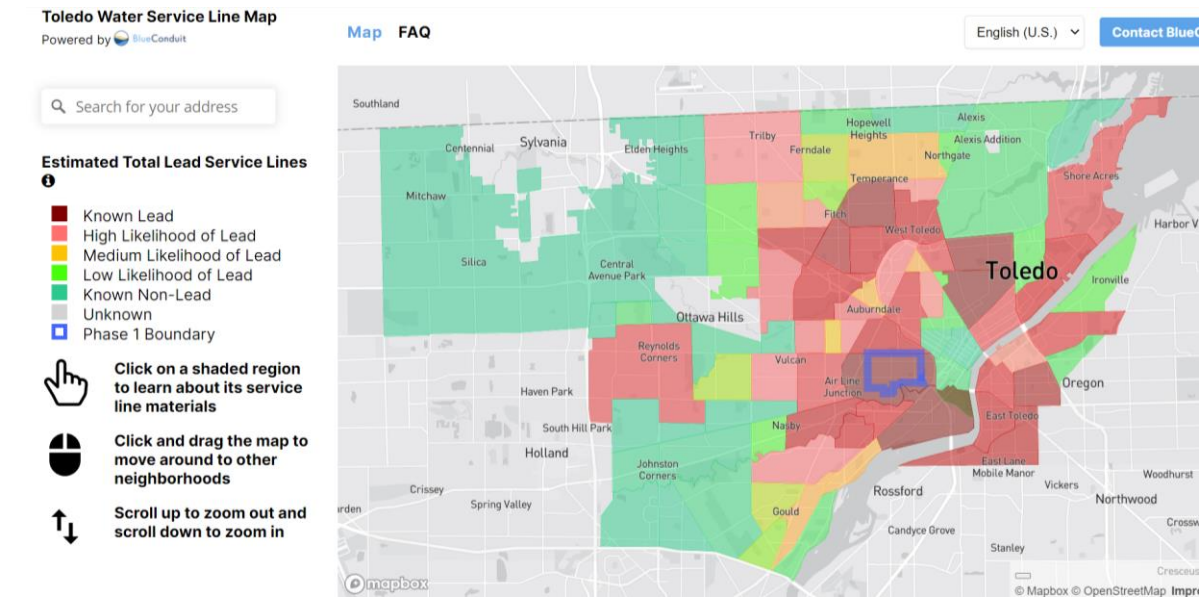 Toledo Water Service Line Map
Powered by BlueConduit
Map FAQ
English (U.S.)
Contact
Search for your address
Estimated Total Lead Service Lines
Known Lead
High Likelihood of Lead
Medium Likelihood of Lead
Low Likelihood of Lead
Known Non-Lead
Unknown
Phase 1 Boundary
Click on a shaded region
to learn about its service
line materials
Click and drag the map to
move around to other
neighborhoods
Scroll up to zoom out and
scroll down to zoom in
Southland
Centennial
Sylvania
Elden Heights
Trilby
Ferndale
Hopewell
Heights
Alexis
Alexis Addition
Northgate
Temperance
Shore Acres
Mitchaw
Fitch
West Toledo
Harbor V
Silica
Central
Avenue Park
Toledo
Ironville
Ottawa Hills
Auburndale
Reynolds
Corners
Vulcan
Air Line
Junction
Haven Park
Oregon
South Hill Park
Nasby
East Toledo
Holland
Johnston
Corners
East Lane
Mobile Manor
Vickers
Woodhurst
Crissey
Spring Valley
rden
Gould
Rossford
Northwood
Candyce Grove
Crossw
Stanley
Cresceus
mapbox
© Mapbox © OpenStreetMap Impr